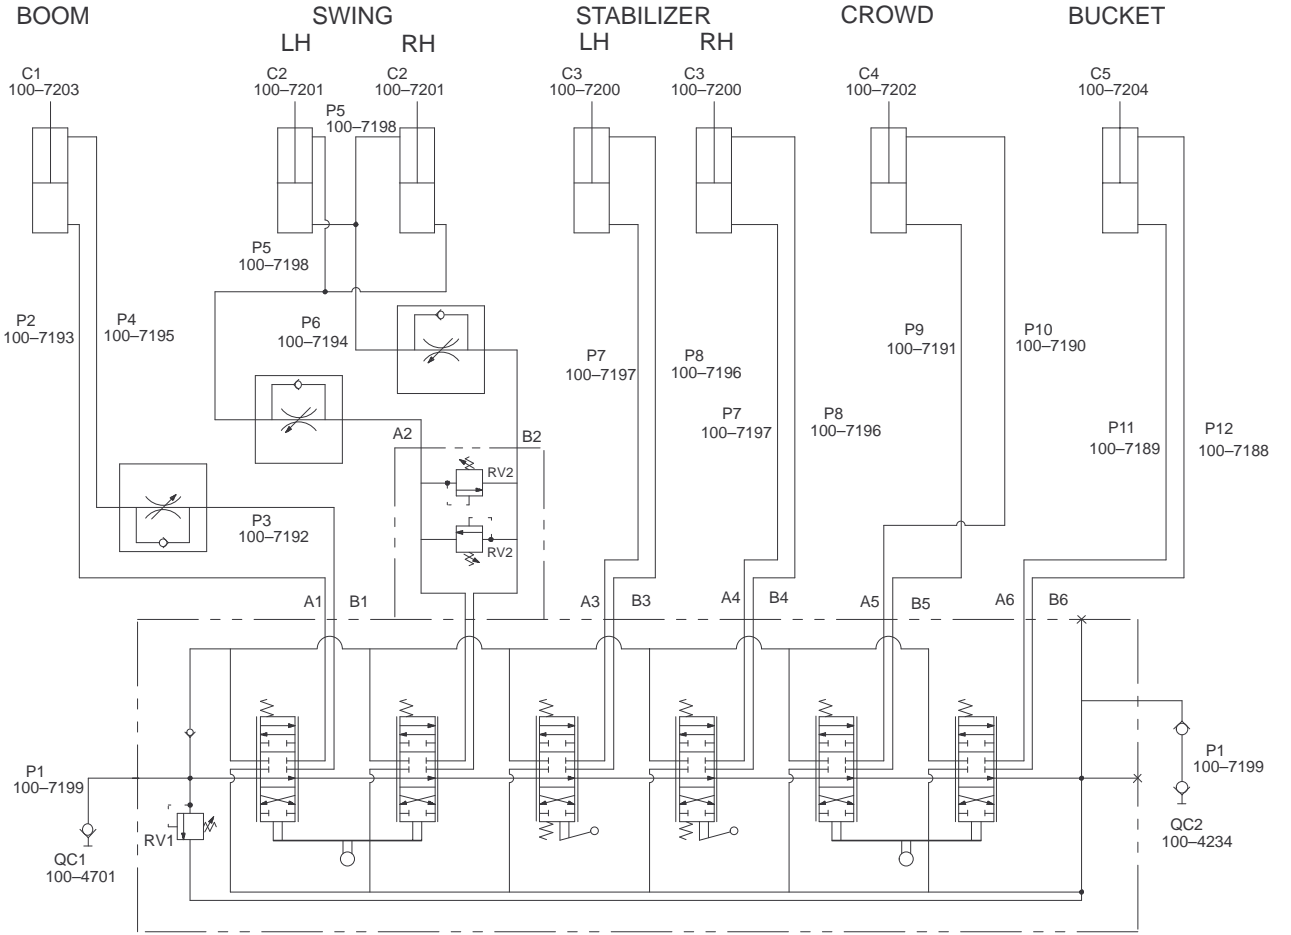 BOOM SWING STABILIZER CROWD BUCKET
LH RH LH RH
C1 C2 C2 C3 C3 C4 C5
100–7203 100–7201 100–7201 100–7200 100–7200 100–7202 100–7204
P5
100–7198
P5
100–7198
P2 P4 P6 P9 P10
100–7193 100–7195 100–7194 100–7191 100–7190
P7 P8
100–7197 100–7196
P7 P8
100–7197 100–7196
P11 P12
100–7189 100–7188
A2 B2
RV2
P3
100–7192
RV2
A1 B1 A3 B3 A4 B4 A5 B5 A6 B6
P1
100–7199
P1
100–7199
RV1
QC1
100–4701
QC2
100–4234